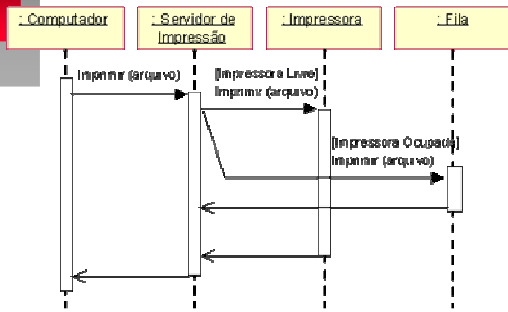 : Computador
: Servidor de
Impressão
: Impressora
: Fila
Imprimir (arquivo)
[Impressora Livre]
Imprimir (arquivo)
[Impressora Ocupada]
Imprimir (arquivo)